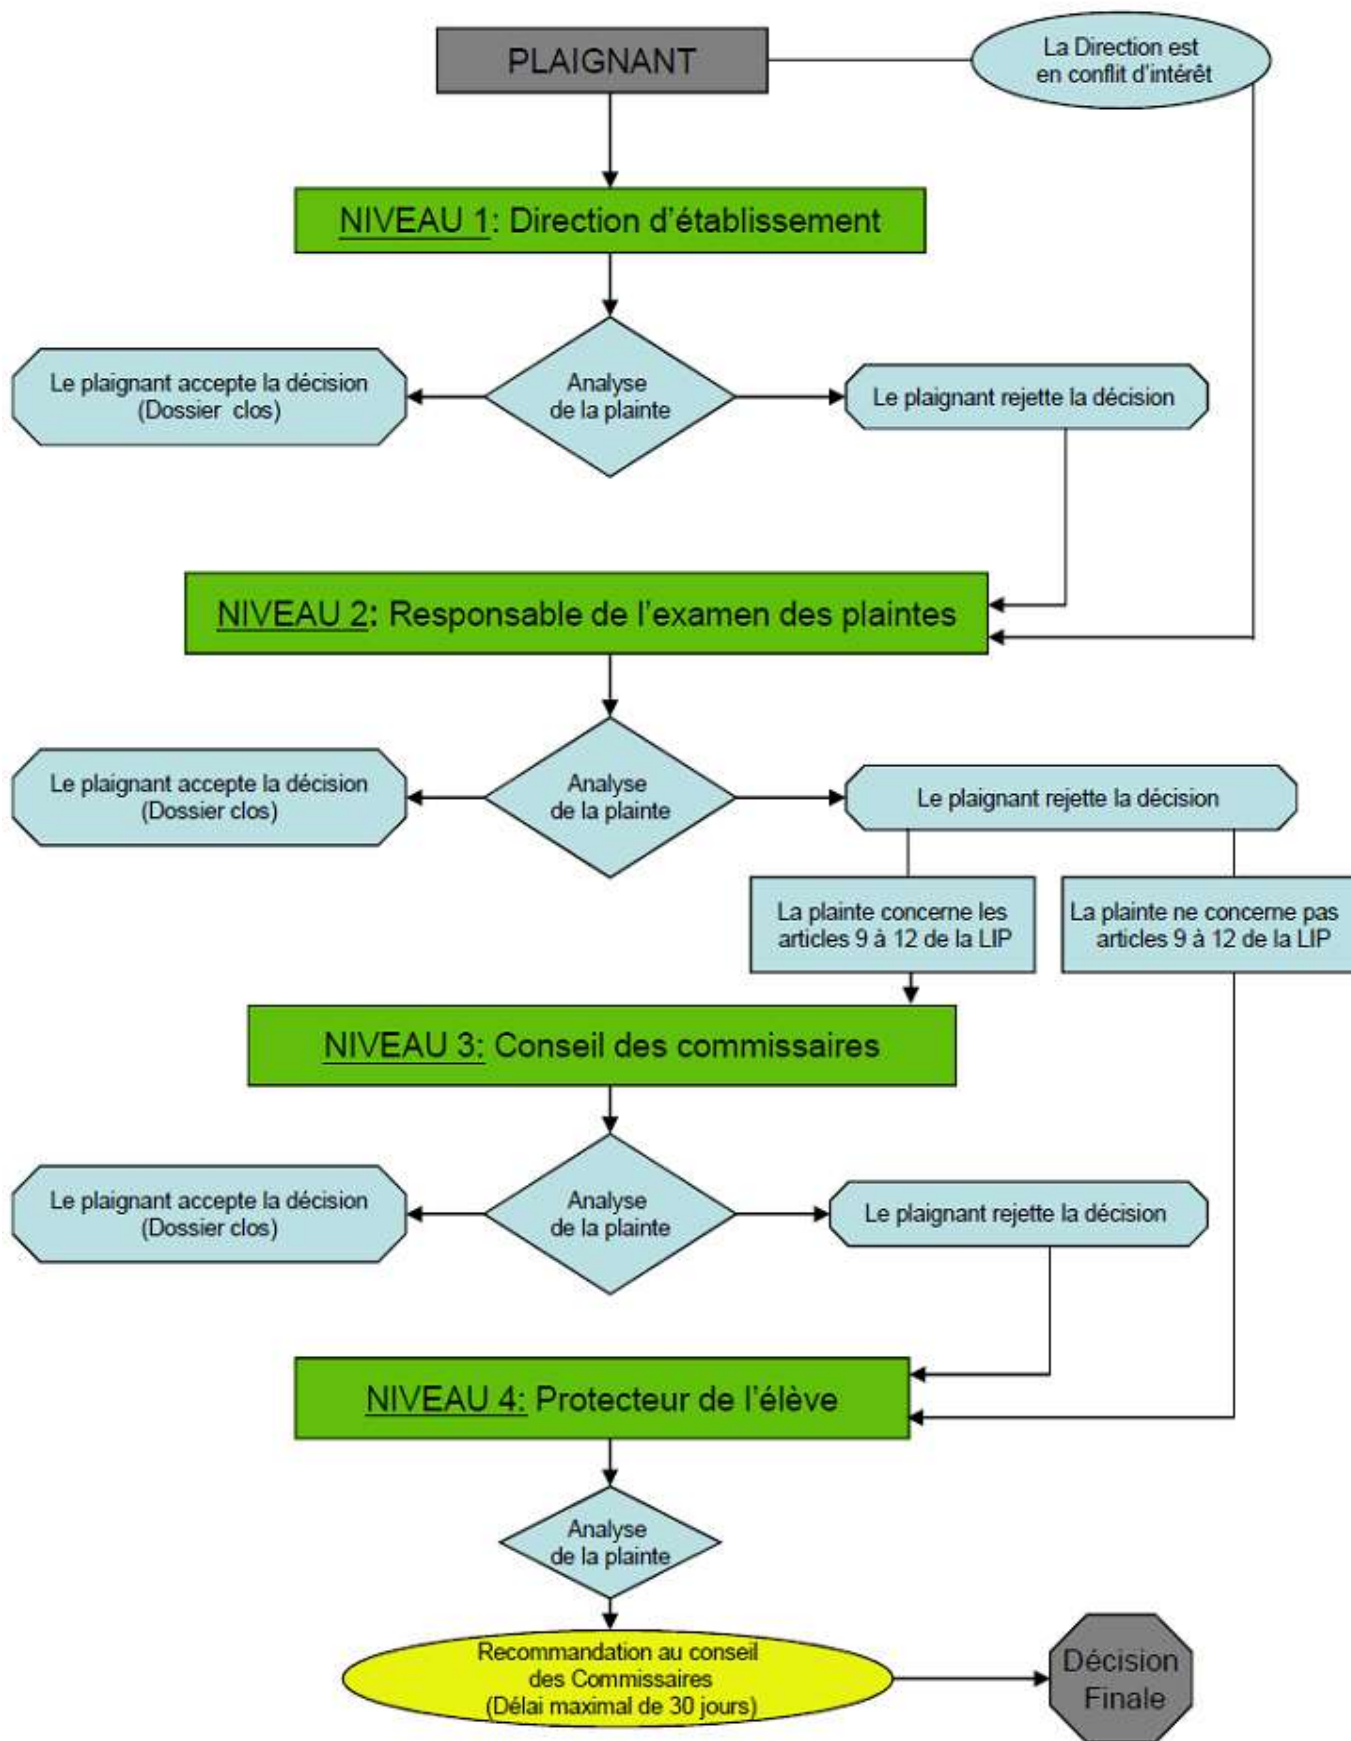 PLAIGNANT
La Direction est
en conflit d'intérêt
NIVEAU 1: Direction d'établissement
Le plaignant accepte la décision
(Dossier clos)
Analyse
de la plainte
Le plaignant rejette la décision
NIVEAU 2: Responsable de l'examen des plaintes
Le plaignant accepte la décision
(Dossier clos)
Analyse
de la plainte
Le plaignant rejette la décision
La plainte concerne les
articles 9 à 12 de la LIP
La plainte ne concerne pas
articles 9 à 12 de la LIP
NIVEAU 3: Conseil des commissaires
Le plaignant accepte la décision
(Dossier clos)
Analyse
de la plainte
Le plaignant rejette la décision
NIVEAU 4: Protecteur de l'élève
Analyse
de la plainte
Recommandation au conseil
des Commissaires
(Délai maximal de 30 jours)
Décision
Finale